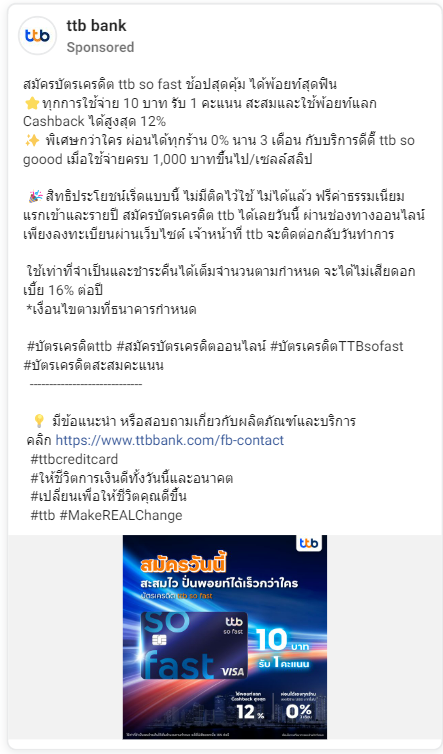 ttb bank
Sponsored
สมัครบัตรเครดิต ttb so fast ช้อปสุดคุ้ม ได้พ้อยท์สุดฟิน
⭐ทุกการใช้จ่าย 10 บาท รับ 1 คะแนน สะสมและใช้พ้อยท์แลก
Cashback ได้สูงสุด 12%
✨ พิเศษกว่าใคร ผ่อนได้ทุกร้าน 0% นาน 3 เดือน กับบริการดีดี๊ ttb so
goood เมื่อใช้จ่ายครบ 1,000 บาทขึ้นไป/เซลล์สลิป
🎉 สิทธิประโยชน์เร็ดแบบนี้ ไม่มีติดไว้ใช้ ไม่ได้แล้ว ฟรีค่าธรรมเนียม
แรกเข้าและรายปี สมัครบัตรเครดิต ttb ได้เลยวันนี้ ผ่านช่องทางออนไลน์
เพียงลงทะเบียนผ่านเว็บไซต์ เจ้าหน้าที่ ttb จะติดต่อกลับวันทำการ
ใช้เท่าที่จำเป็นและชำระคืนได้เต็มจำนวนตามกำหนด จะได้ไม่เสียดอก
เบี้ย 16% ต่อปี
*เงื่อนไขตามที่ธนาคารกำหนด
#บัตรเครดิตttb #สมัครบัตรเครดิตออนไลน์ #บัตรเครดิตTTBsofast
#บัตรเครดิตสะสมคะแนน
----------------------------
💡 มีข้อแนะนำ หรือสอบถามเกี่ยวกับผลิตภัณฑ์และบริการ
คลิก https://www.ttbbank.com/fb-contact
#ttbcreditcard
#ให้ชีวิตการเงินดีทั้งวันนี้และอนาคต
#เปลี่ยนเพื่อให้ชีวิตคุณดีขึ้น
#ttb #MakeREALChange
ttb
สมัครวันนี้
สะสมไว ปั่นพอยท์ได้เร็วกว่าใคร
บัตรเครดิต ttb so fast
so
fast
ttb
so fast
VISA
10 บาท
รับ 1 คะแนน
ใช้พอยท์แลก
Cashback สูงสุด
12%
ผ่อนได้ทุกร้าน
0%